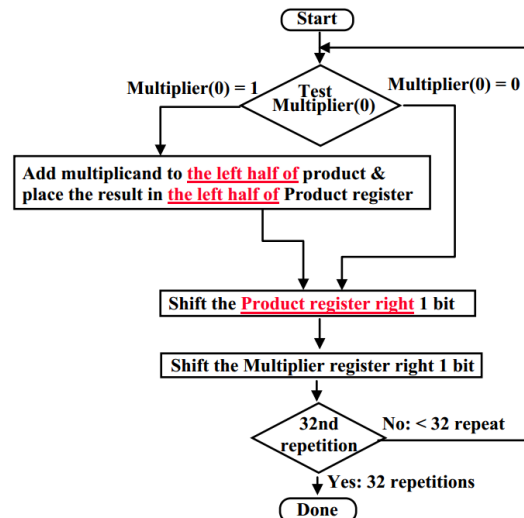 Start
Multiplier(0) = 1
Test
Multiplier(0)
Multiplier(0) = 0
Add multiplicand to the left half of product &
place the result in the left half of Product register
Shift the Product register right 1 bit
Shift the Multiplier register right 1 bit
32nd
repetition
No: < 32 repeat
Yes: 32 repetitions
Done